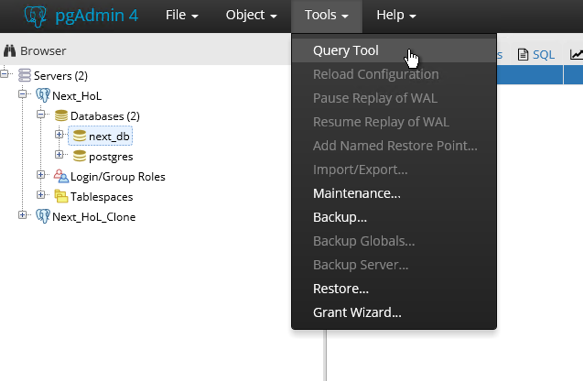 pgAdmin 4 File Object Tools Help
Browser
Servers (2)
Next_HoL
Databases (2)
next_db
postgres
Login/Group Roles
Tablespaces
Next_HoL_Clone
Query Tool
Reload Configuration
Pause Replay of WAL
Resume Replay of WAL
Add Named Restore Point...
Import/Export...
Maintenance...
Backup...
Backup Globals...
Backup Server...
Restore...
Grant Wizard...
s SQL